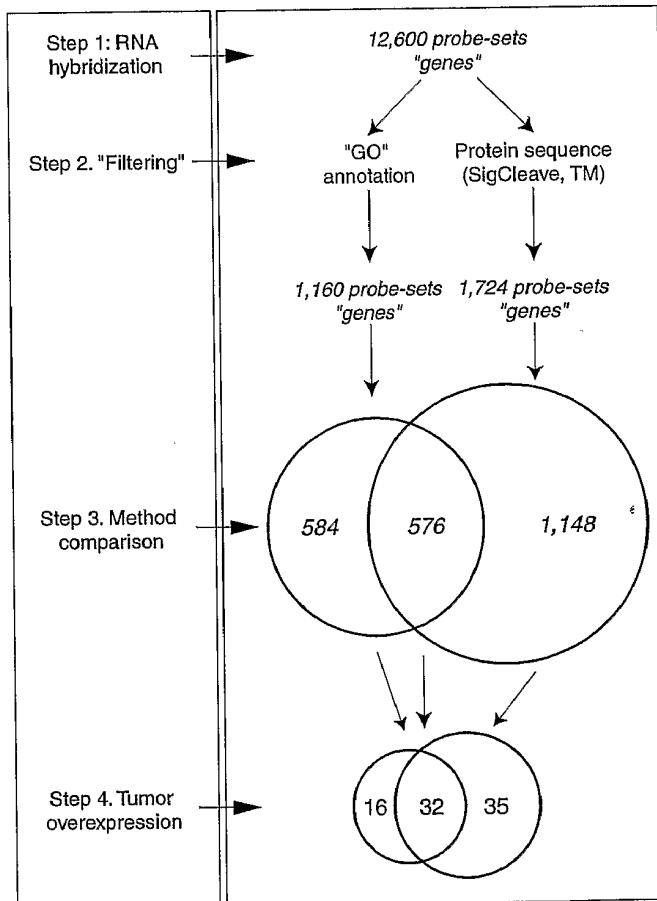 Step 1: RNA
hybridization
12,600 probe-sets
"genes"
Step 2. "Filtering"
"GO"
annotation
Protein sequence
(SigCleave, TM)
1,160 probe-sets
"genes"
1,724 probe-sets
"genes"
Step 3. Method
comparison
584
576
1,148
Step 4. Tumor
overexpression
16
32
35